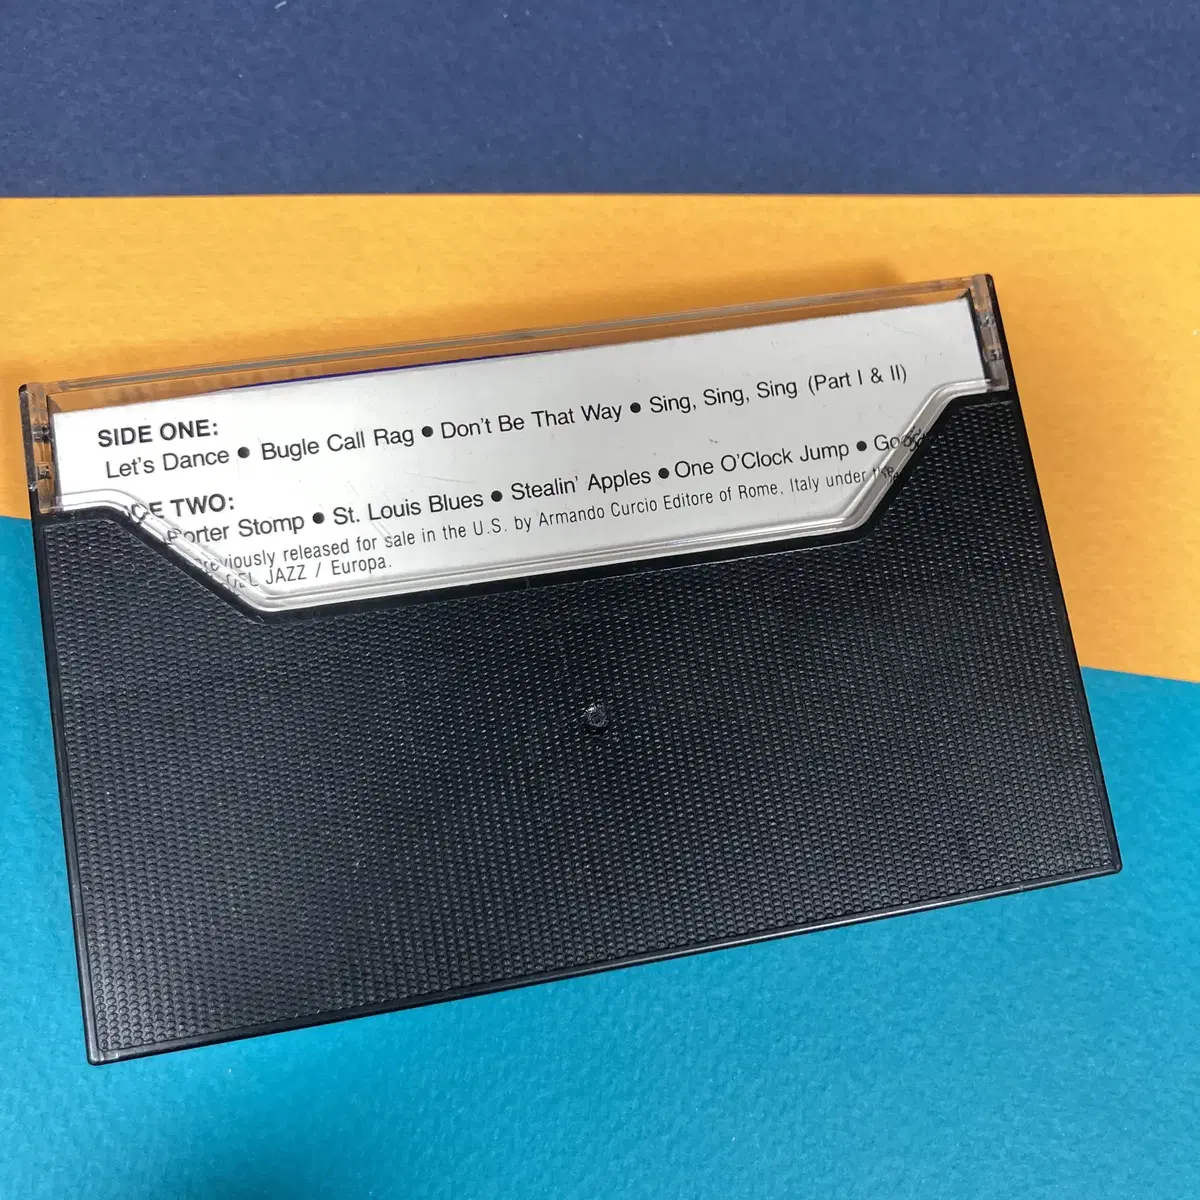 SIDE ONE:
Let's Dance ● Bugle Call Rag ● Don't Be That Way ● Sing, Sing, Sing (Part I & II)
TWO:
Porter Stomp ● St. Louis Blues ● Stealin' Apples ● One O'Clock Jump ●
previously released for sale in the U.S. by Armando Curcio Editore of Rome, Italy under the
JAZZ / Europa.